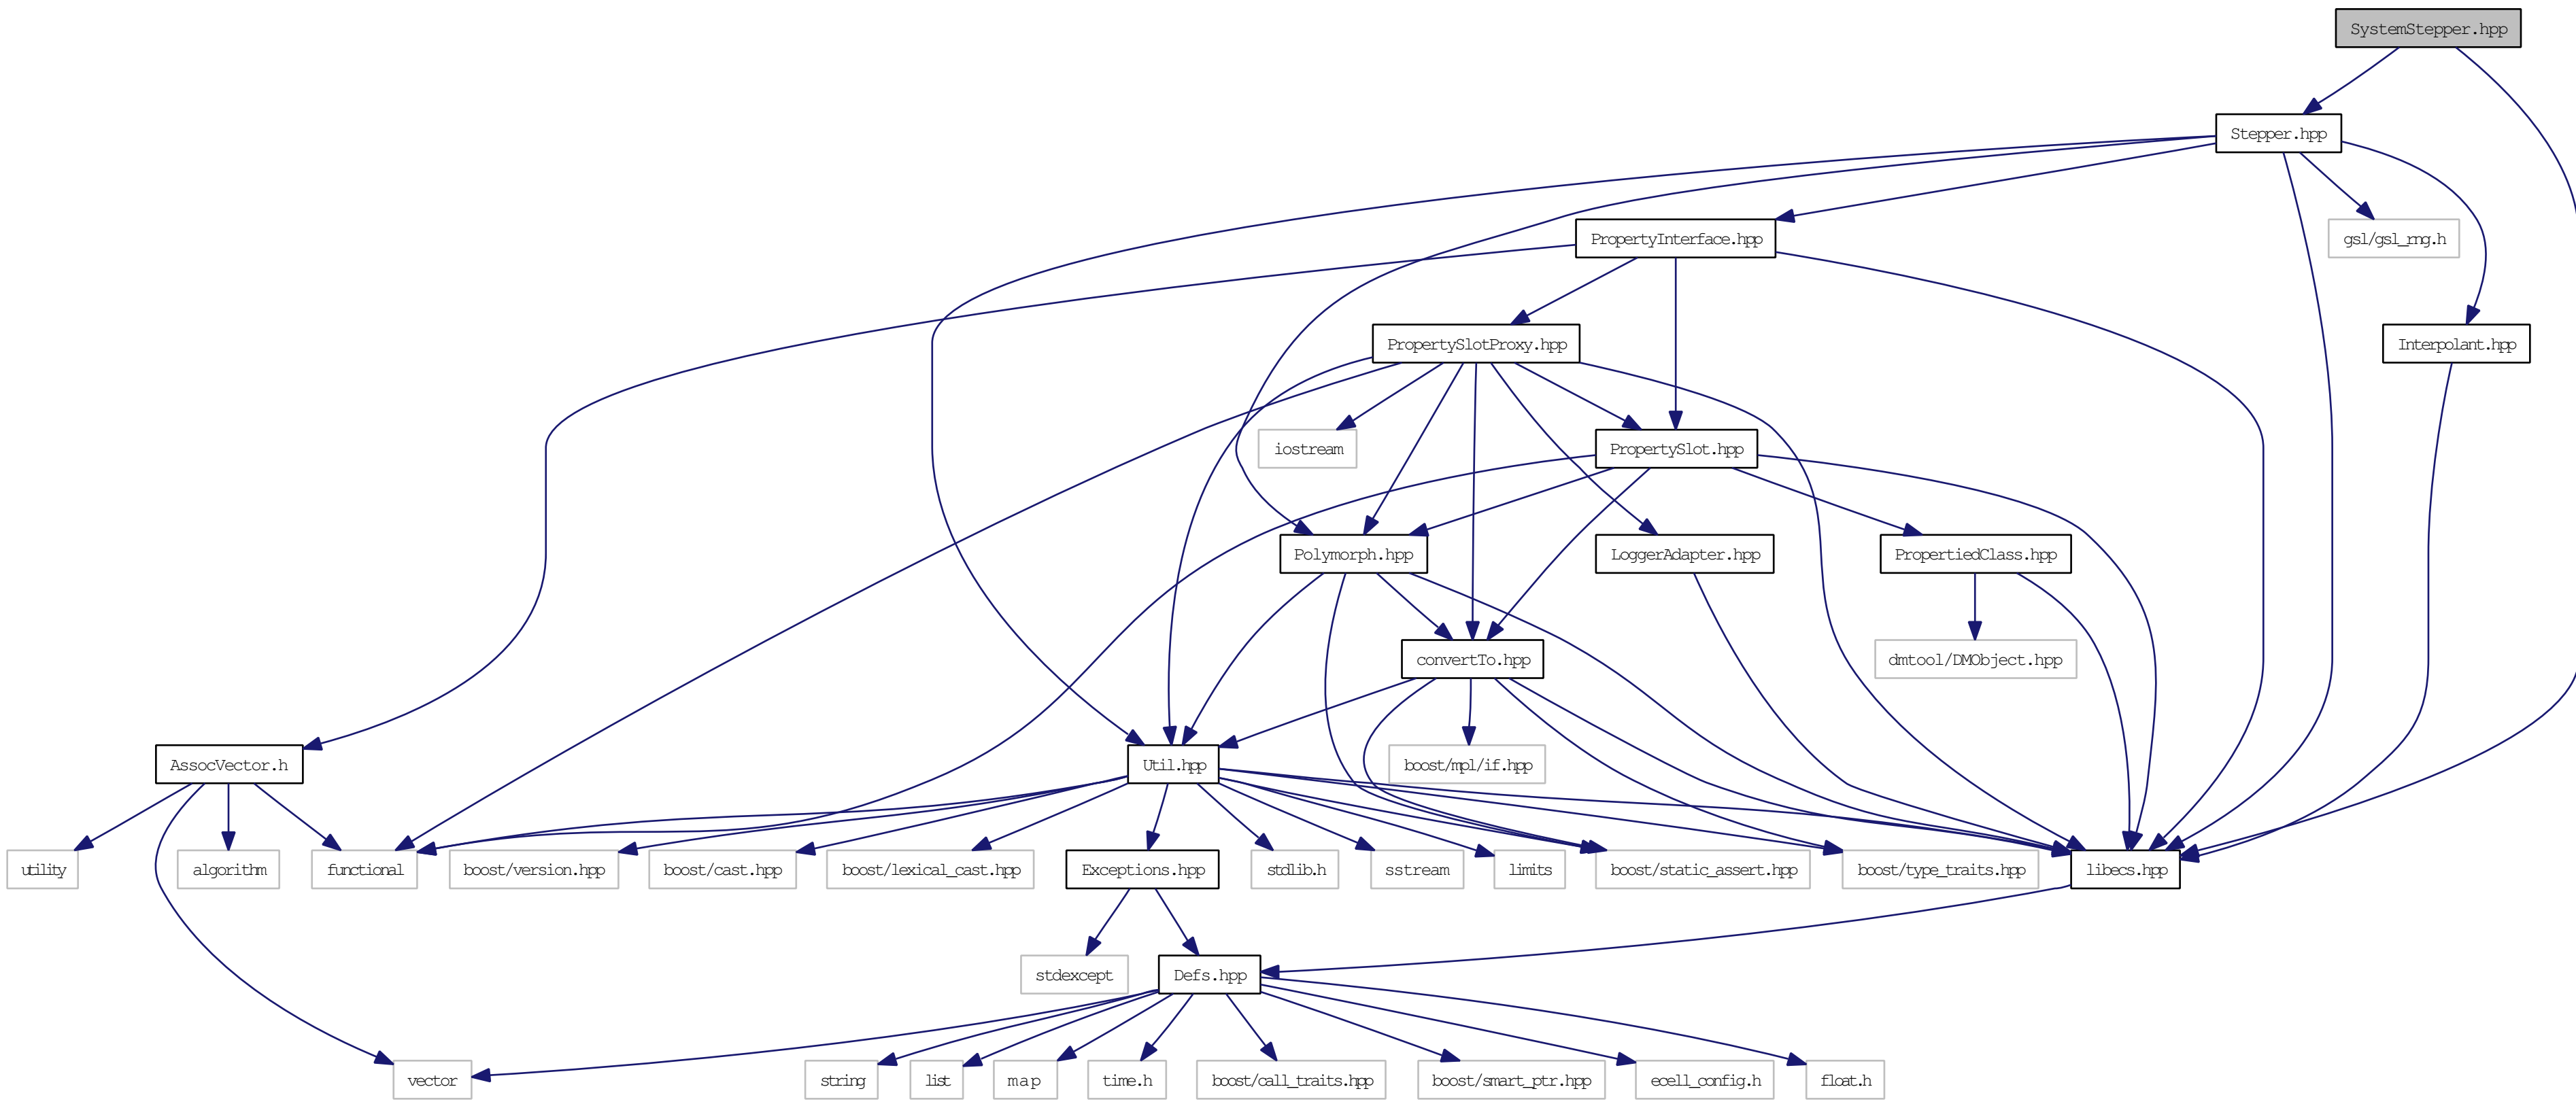 SystemStepper.hpp
Stepper.hpp
PropertyInterface.hpp
gsl/gsl_rng.h
PropertySlotProxy.hpp
Interpolant.hpp
iostream
PropertySlot.hpp
Polymorph.hpp
LoggerAdapter.hpp
PropertiedClass.hpp
convertTo.hpp
dmtool/DMObject.hpp
AssocVector.h
Util.hpp
boost/mpl/if.hpp
utility
algorithm
functional
boost/version.hpp
boost/cast.hpp
boost/lexical_cast.hpp
Exceptions.hpp
stdlib.h
sstream
limits
boost/static_assert.hpp
boost/type_traits.hpp
libecs.hpp
stdexcept
Defs.hpp
vector
string
list
map
time.h
boost/call_traits.hpp
boost/smart_ptr.hpp
ecell_config.h
float.h